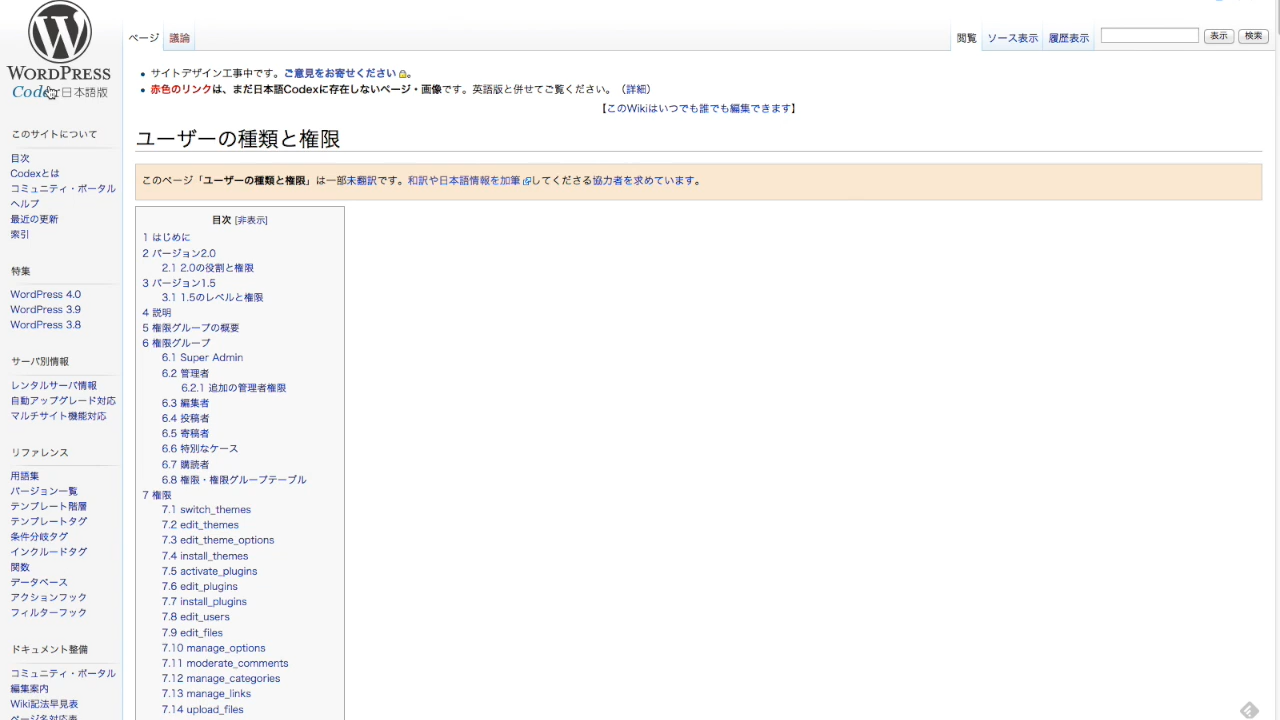 WORDPRESS
Codex 日本語版
ページ
議論
閲覧
ソース表示
履歴表示
表示
検索
サイトデザイン工事中です。ご意見をお寄せください。
赤色のリンクは、まだ日本語Codexに存在しないページ・画像です。英語版と併せてご覧ください。（詳細）
【このWikiはいつでも誰でも編集できます】
ユーザーの種類と権限
このページ「ユーザーの種類と権限」は一部未翻訳です。和訳や日本語情報を加筆してくださる協力者を求めています。
このサイトについて
目次
Codexとは
コミュニティ・ポータル
ヘルプ
最近の更新
索引
特集
WordPress 4.0
WordPress 3.9
WordPress 3.8
サーバ別情報
レンタルサーバ情報
自動アップグレード対応
マルチサイト機能対応
リファレンス
用語集
バージョン一覧
テンプレート階層
テンプレートタグ
条件分岐タグ
インクルードタグ
関数
データベース
アクションフック
フィルターフック
ドキュメント整備
コミュニティ・ポータル
編集案内
Wiki記法早見表
ページ名対応表
目次 [非表示]
1 はじめに
2 バージョン2.0
2.1 2.0の役割と権限
3 バージョン1.5
3.1 1.5のレベルと権限
4 説明
5 権限グループの概要
6 権限グループ
6.1 Super Admin
6.2 管理者
6.2.1 追加の管理者権限
6.3 編集者
6.4 投稿者
6.5 寄稿者
6.6 特別なケース
6.7 購読者
6.8 権限・権限グループテーブル
7 権限
7.1 switch_themes
7.2 edit_themes
7.3 edit_theme_options
7.4 install_themes
7.5 activate_plugins
7.6 edit_plugins
7.7 install_plugins
7.8 edit_users
7.9 edit_files
7.10 manage_options
7.11 moderate_comments
7.12 manage_categories
7.13 manage_links
7.14 upload_files